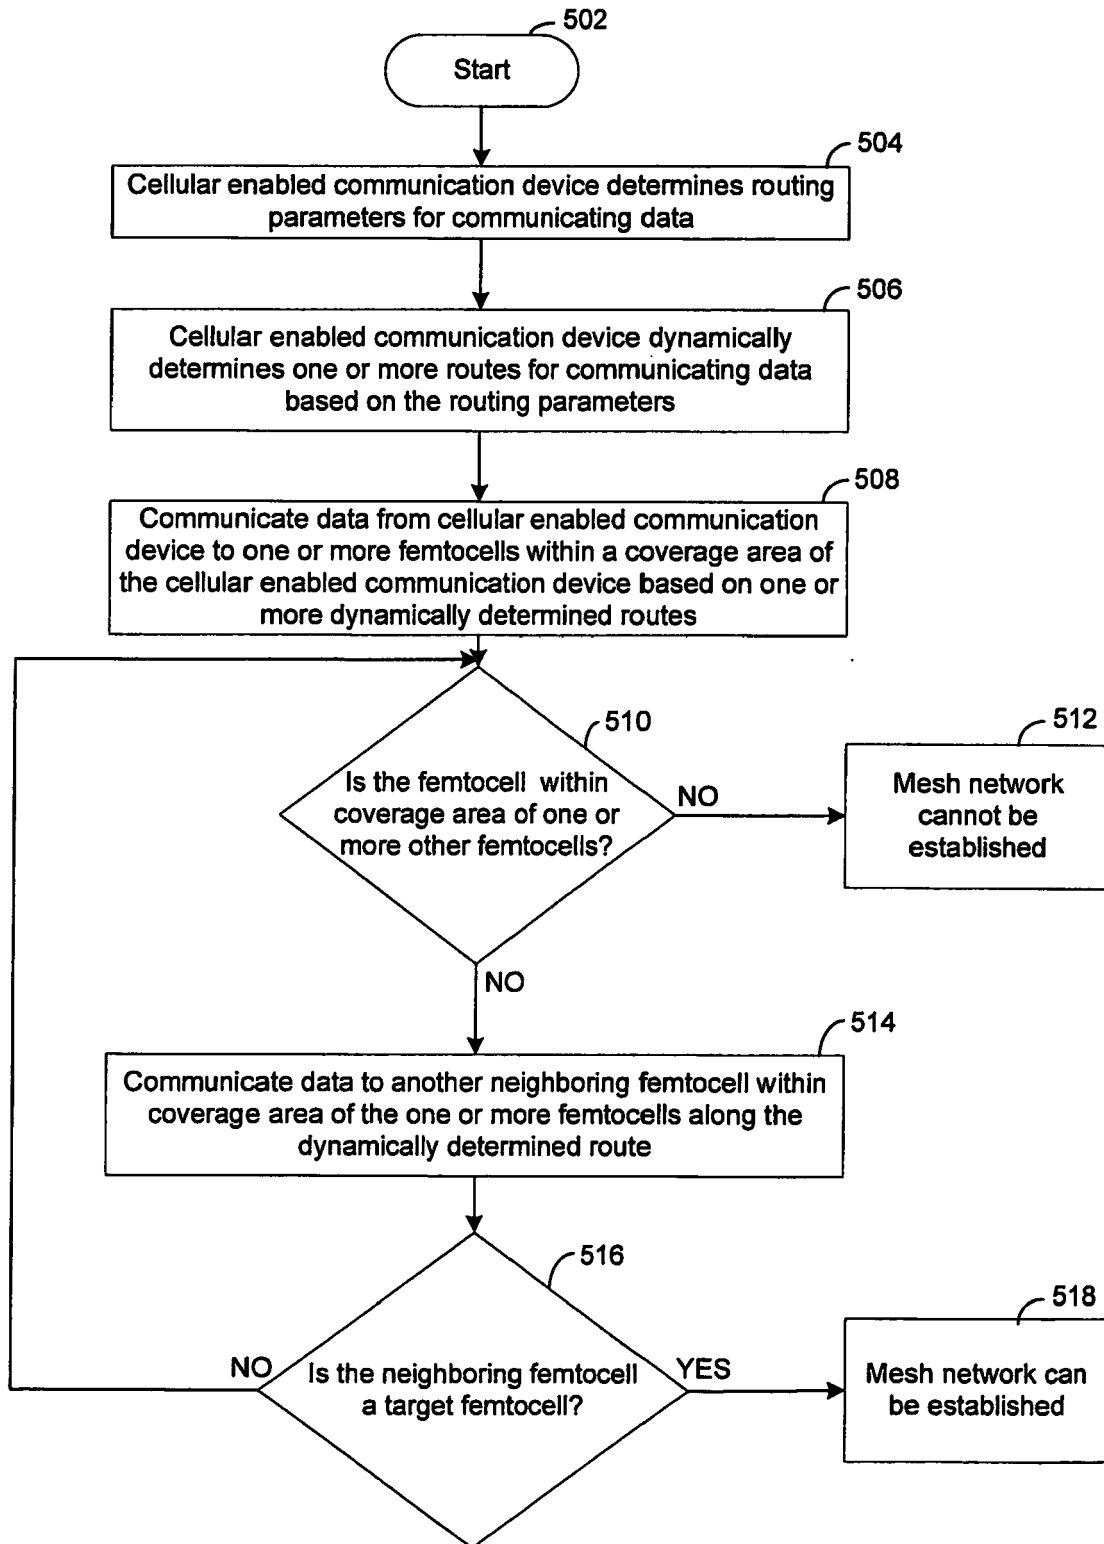 502
Start
504
Cellular enabled communication device determines routing
parameters for communicating data
506
Cellular enabled communication device dynamically
determines one or more routes for communicating data
based on the routing parameters
508
Communicate data from cellular enabled communication
device to one or more femtocells within a coverage area of
the cellular enabled communication device based on one or
more dynamically determined routes
510
Is the femtocell within
coverage area of one or
more other femtocells?
NO
512
Mesh network
cannot be
established
NO
514
Communicate data to another neighboring femtocell within
coverage area of the one or more femtocells along the
dynamically determined route
516
Is the neighboring femtocell
a target femtocell?
NO
YES
518
Mesh network can
be established